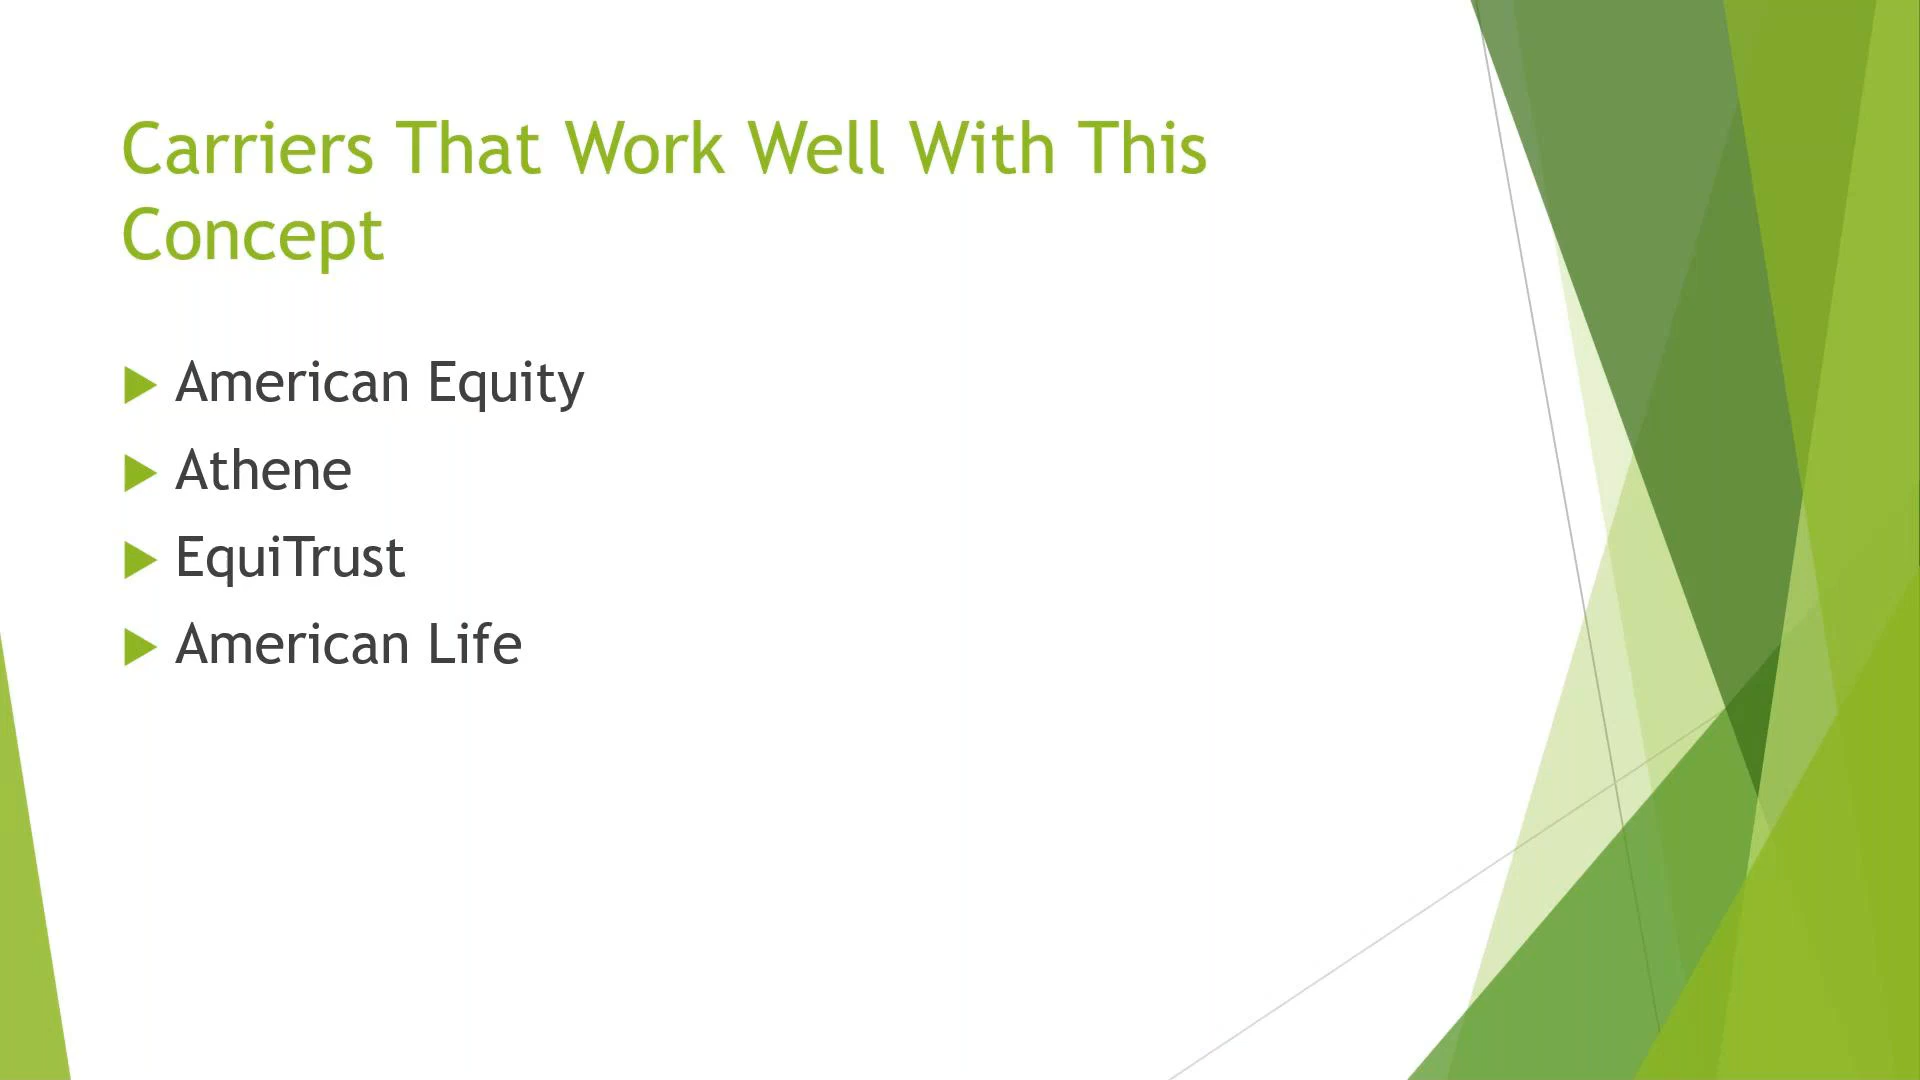 Carriers That Work Well With This
Concept
American Equity
Athene
EquiTrust
American Life